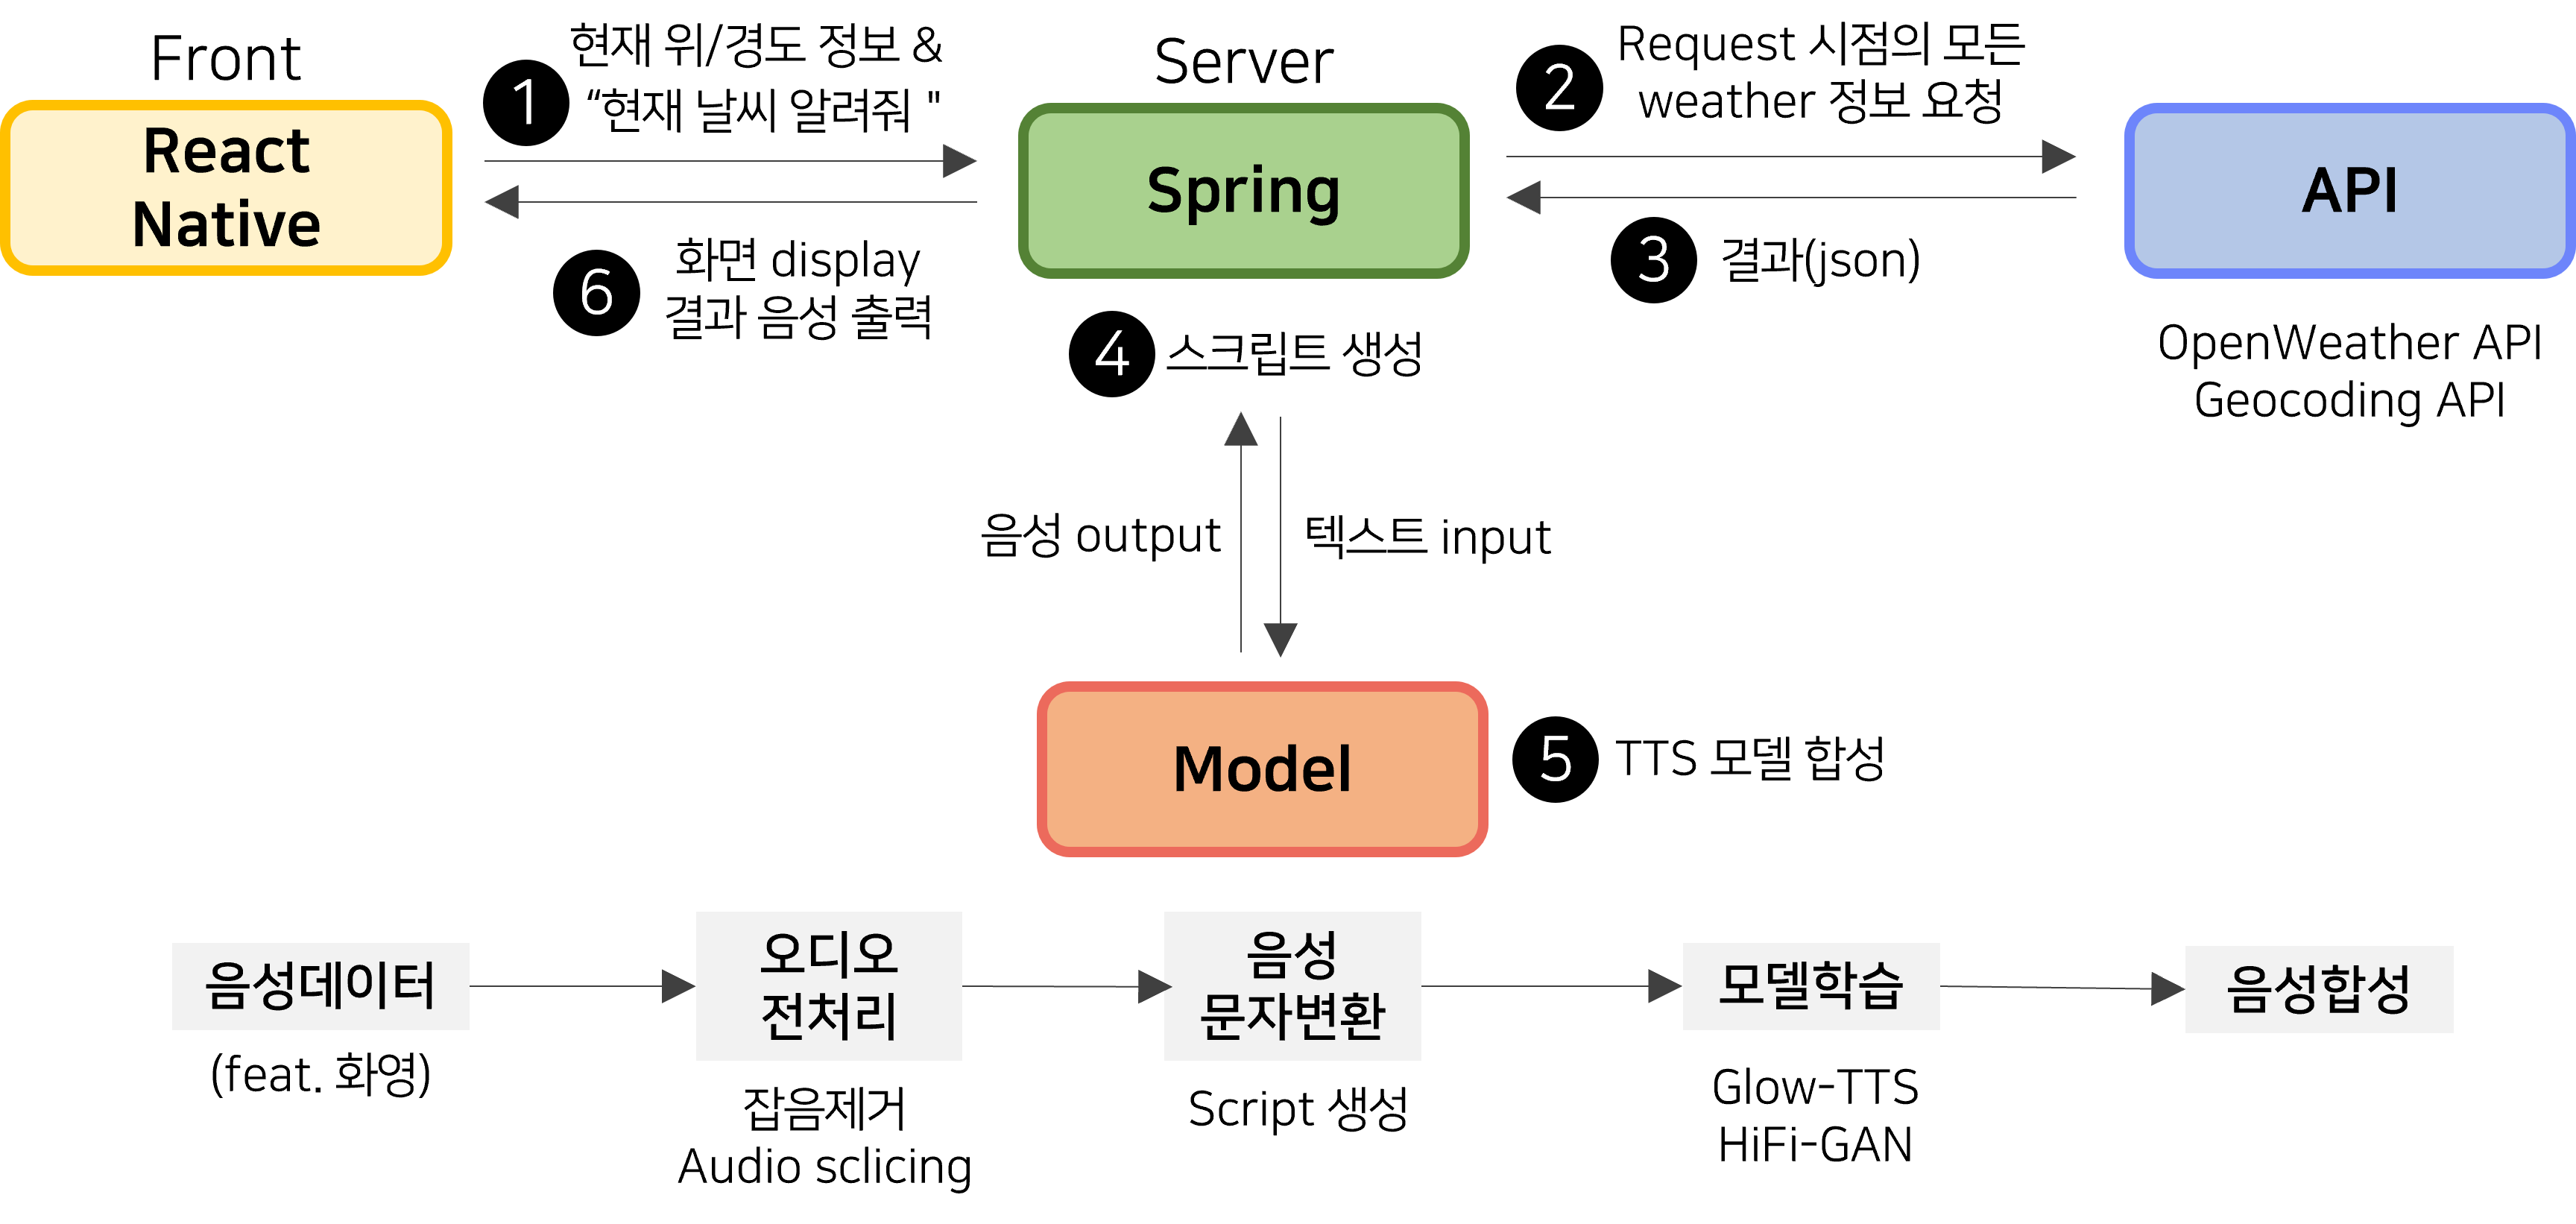 Front
React
Native
1
현재 위/경도 정보 &
“현재 날씨 알려줘 "
6
화면 display
결과 음성 출력
Server
Spring
2
Request 시점의 모든
weather 정보 요청
3
결과(json)
API
OpenWeather API
Geocoding API
4
스크립트 생성
음성 output
텍스트 input
Model
5
TTS 모델 합성
음성데이터
(feat. 화영)
오디오
전처리
잡음제거
Audio sclicing
음성
문자변환
Script 생성
모델학습
Glow-TTS
HiFi-GAN
음성합성